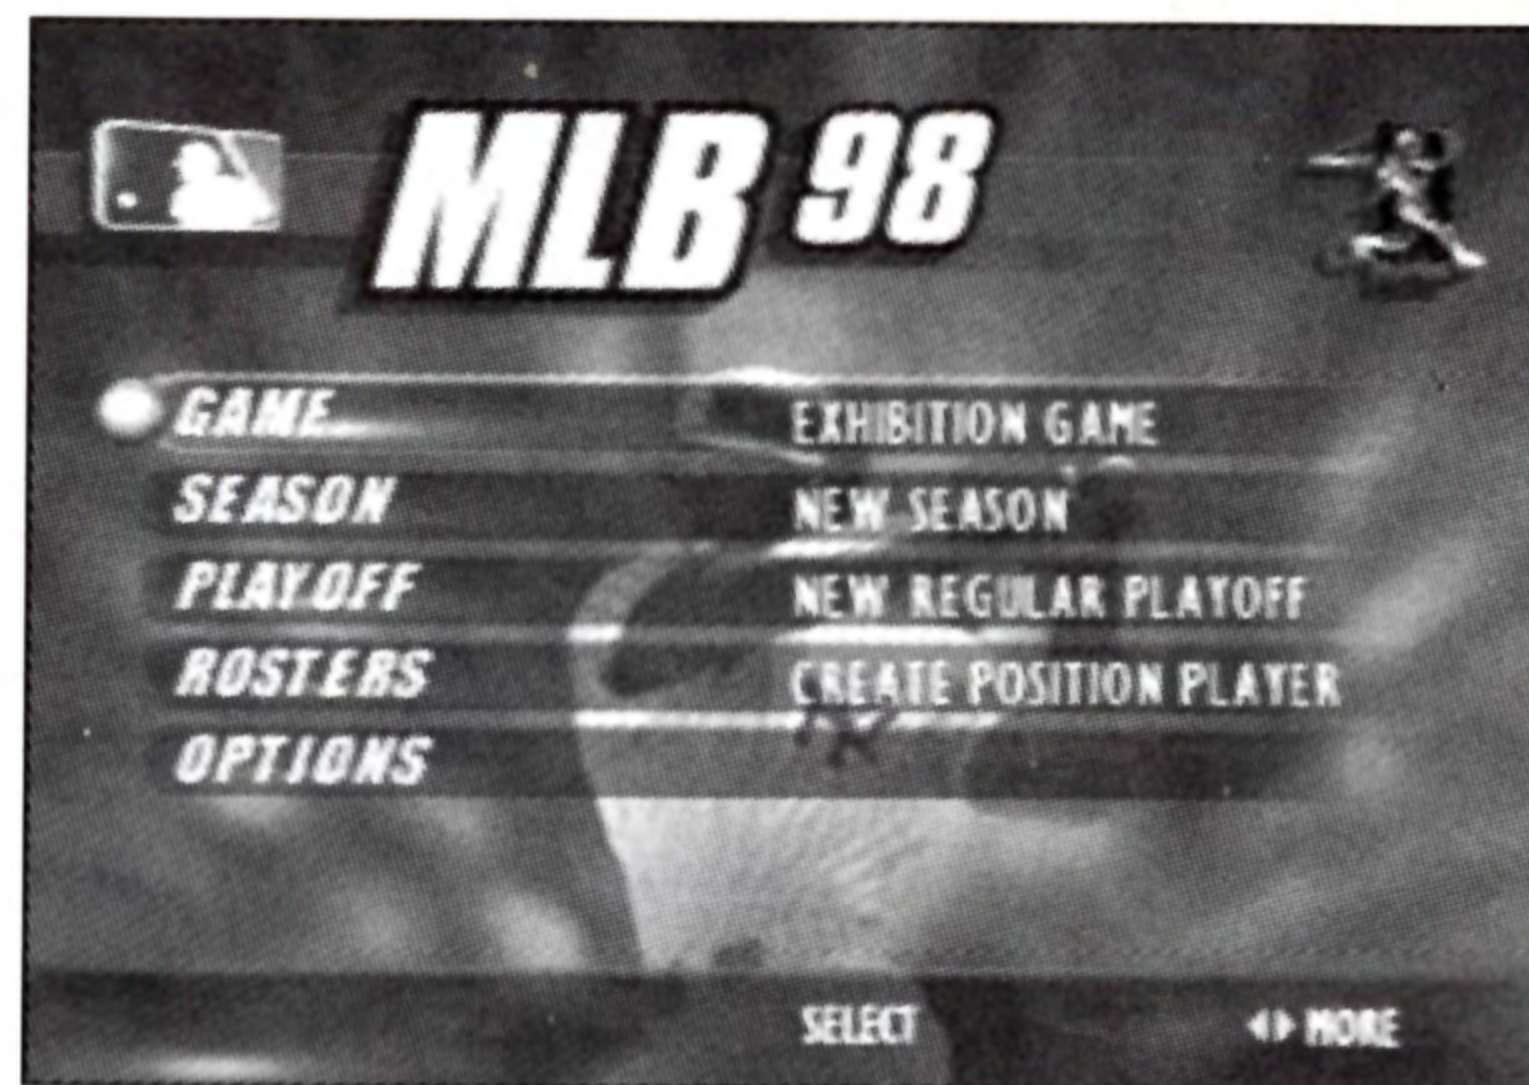 MLB 98
GAME EXHIBITION GAME
SEASON NEW SEASON
PLAYOFF NEW REGULAR PLAYOFF
ROSTERS CREATE POSITION PLAYER
OPTIONS
SELECT ◂▸ MORE